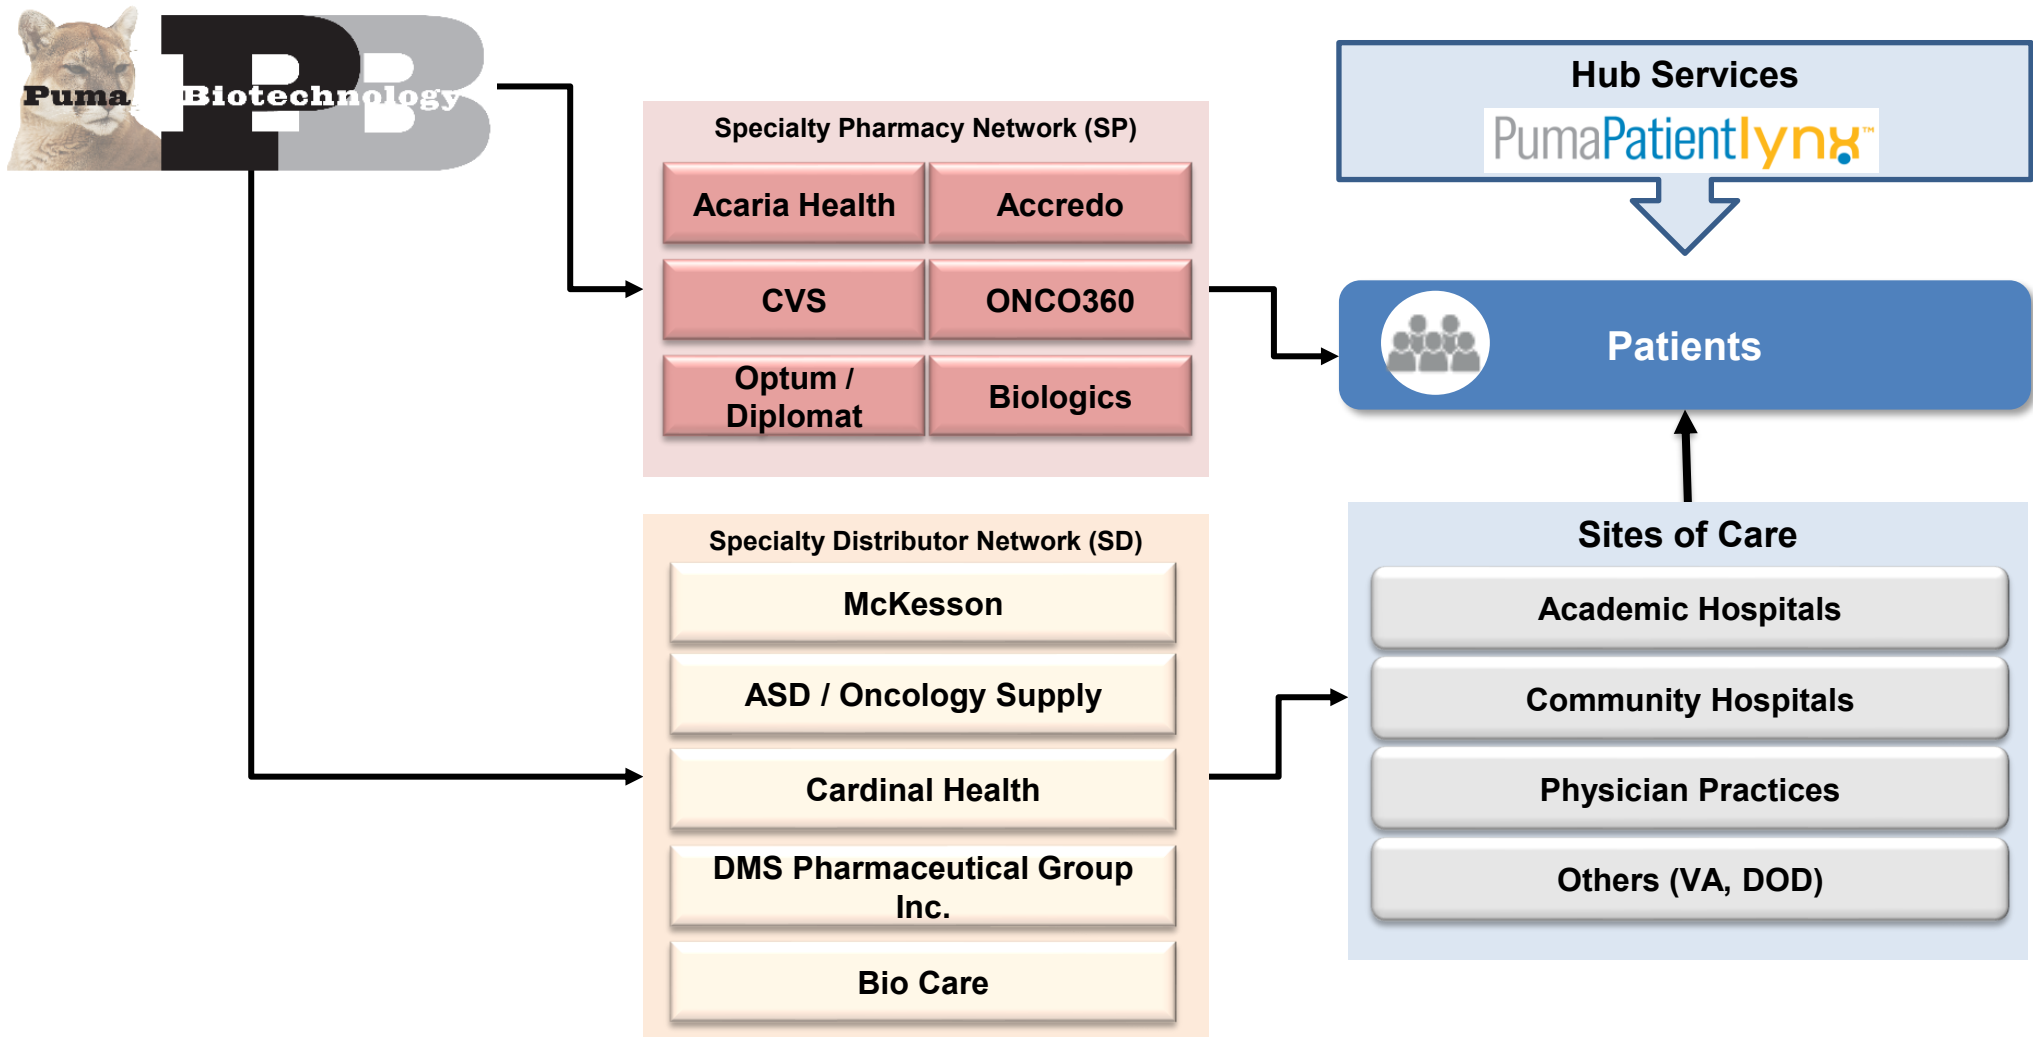 Puma Biotechnology
PB
Specialty Pharmacy Network (SP)
Acaria Health
Accredo
CVS
ONCO360
Optum /
Diplomat
Biologics
Specialty Distributor Network (SD)
McKesson
ASD / Oncology Supply
Cardinal Health
DMS Pharmaceutical Group
Inc.
Bio Care
Hub Services
PumaPatientlynx™
Patients
Sites of Care
Academic Hospitals
Community Hospitals
Physician Practices
Others (VA, DOD)